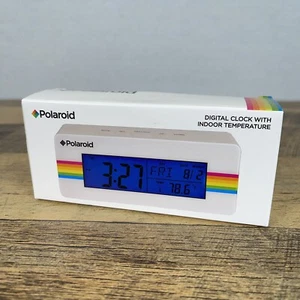 Polaroid
DIGITAL CLOCK WITH
INDOOR TEMPERATURE
Polaroid
3:27
FRI 8/2
78.6°